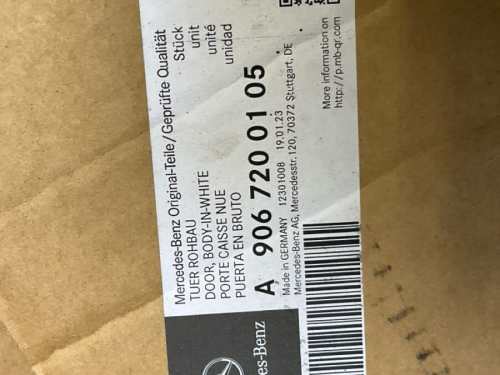 Mercedes-Benz Original-Teile/Geprüfte Qualität
TUER ROHBAU Stück
DOOR, BODY-IN-WHITE unit
PORTE CAISSE NUE unité
PUERTA EN BRUTO unidad
A 906 720 01 05
Made in GERMANY 12301008 19.01.23
Mercedes-Benz AG, Mercedesstr.120, 70372 Stuttgart, DE
More information on
http://p.mb-qr.com
es-Benz